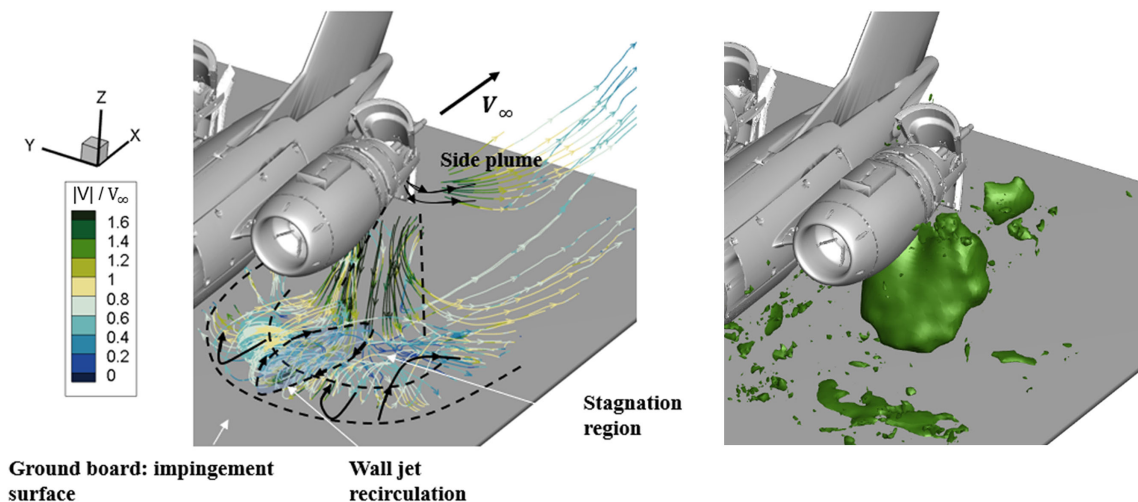 Z
Y
X
|V| / V∞
1.6
1.4
1.2
1
0.8
0.6
0.4
0.2
0
V∞
Side plume
Stagnation
region
Ground board: impingement
surface
Wall jet
recirculation